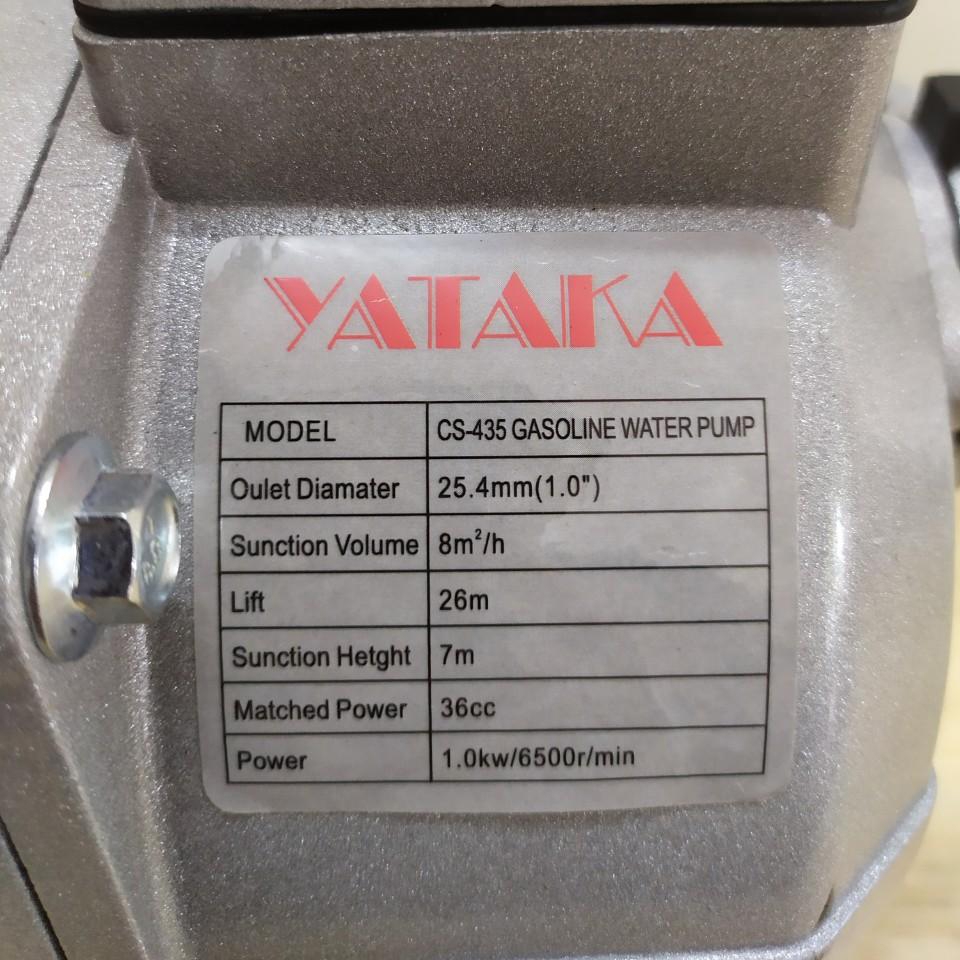 YATAKA
MODEL CS-435 GASOLINE WATER PUMP
Oulet Diamater 25.4mm(1.0")
Sunction Volume 8m²/h
Lift 26m
Sunction Hetght 7m
Matched Power 36cc
Power 1.0kw/6500r/min